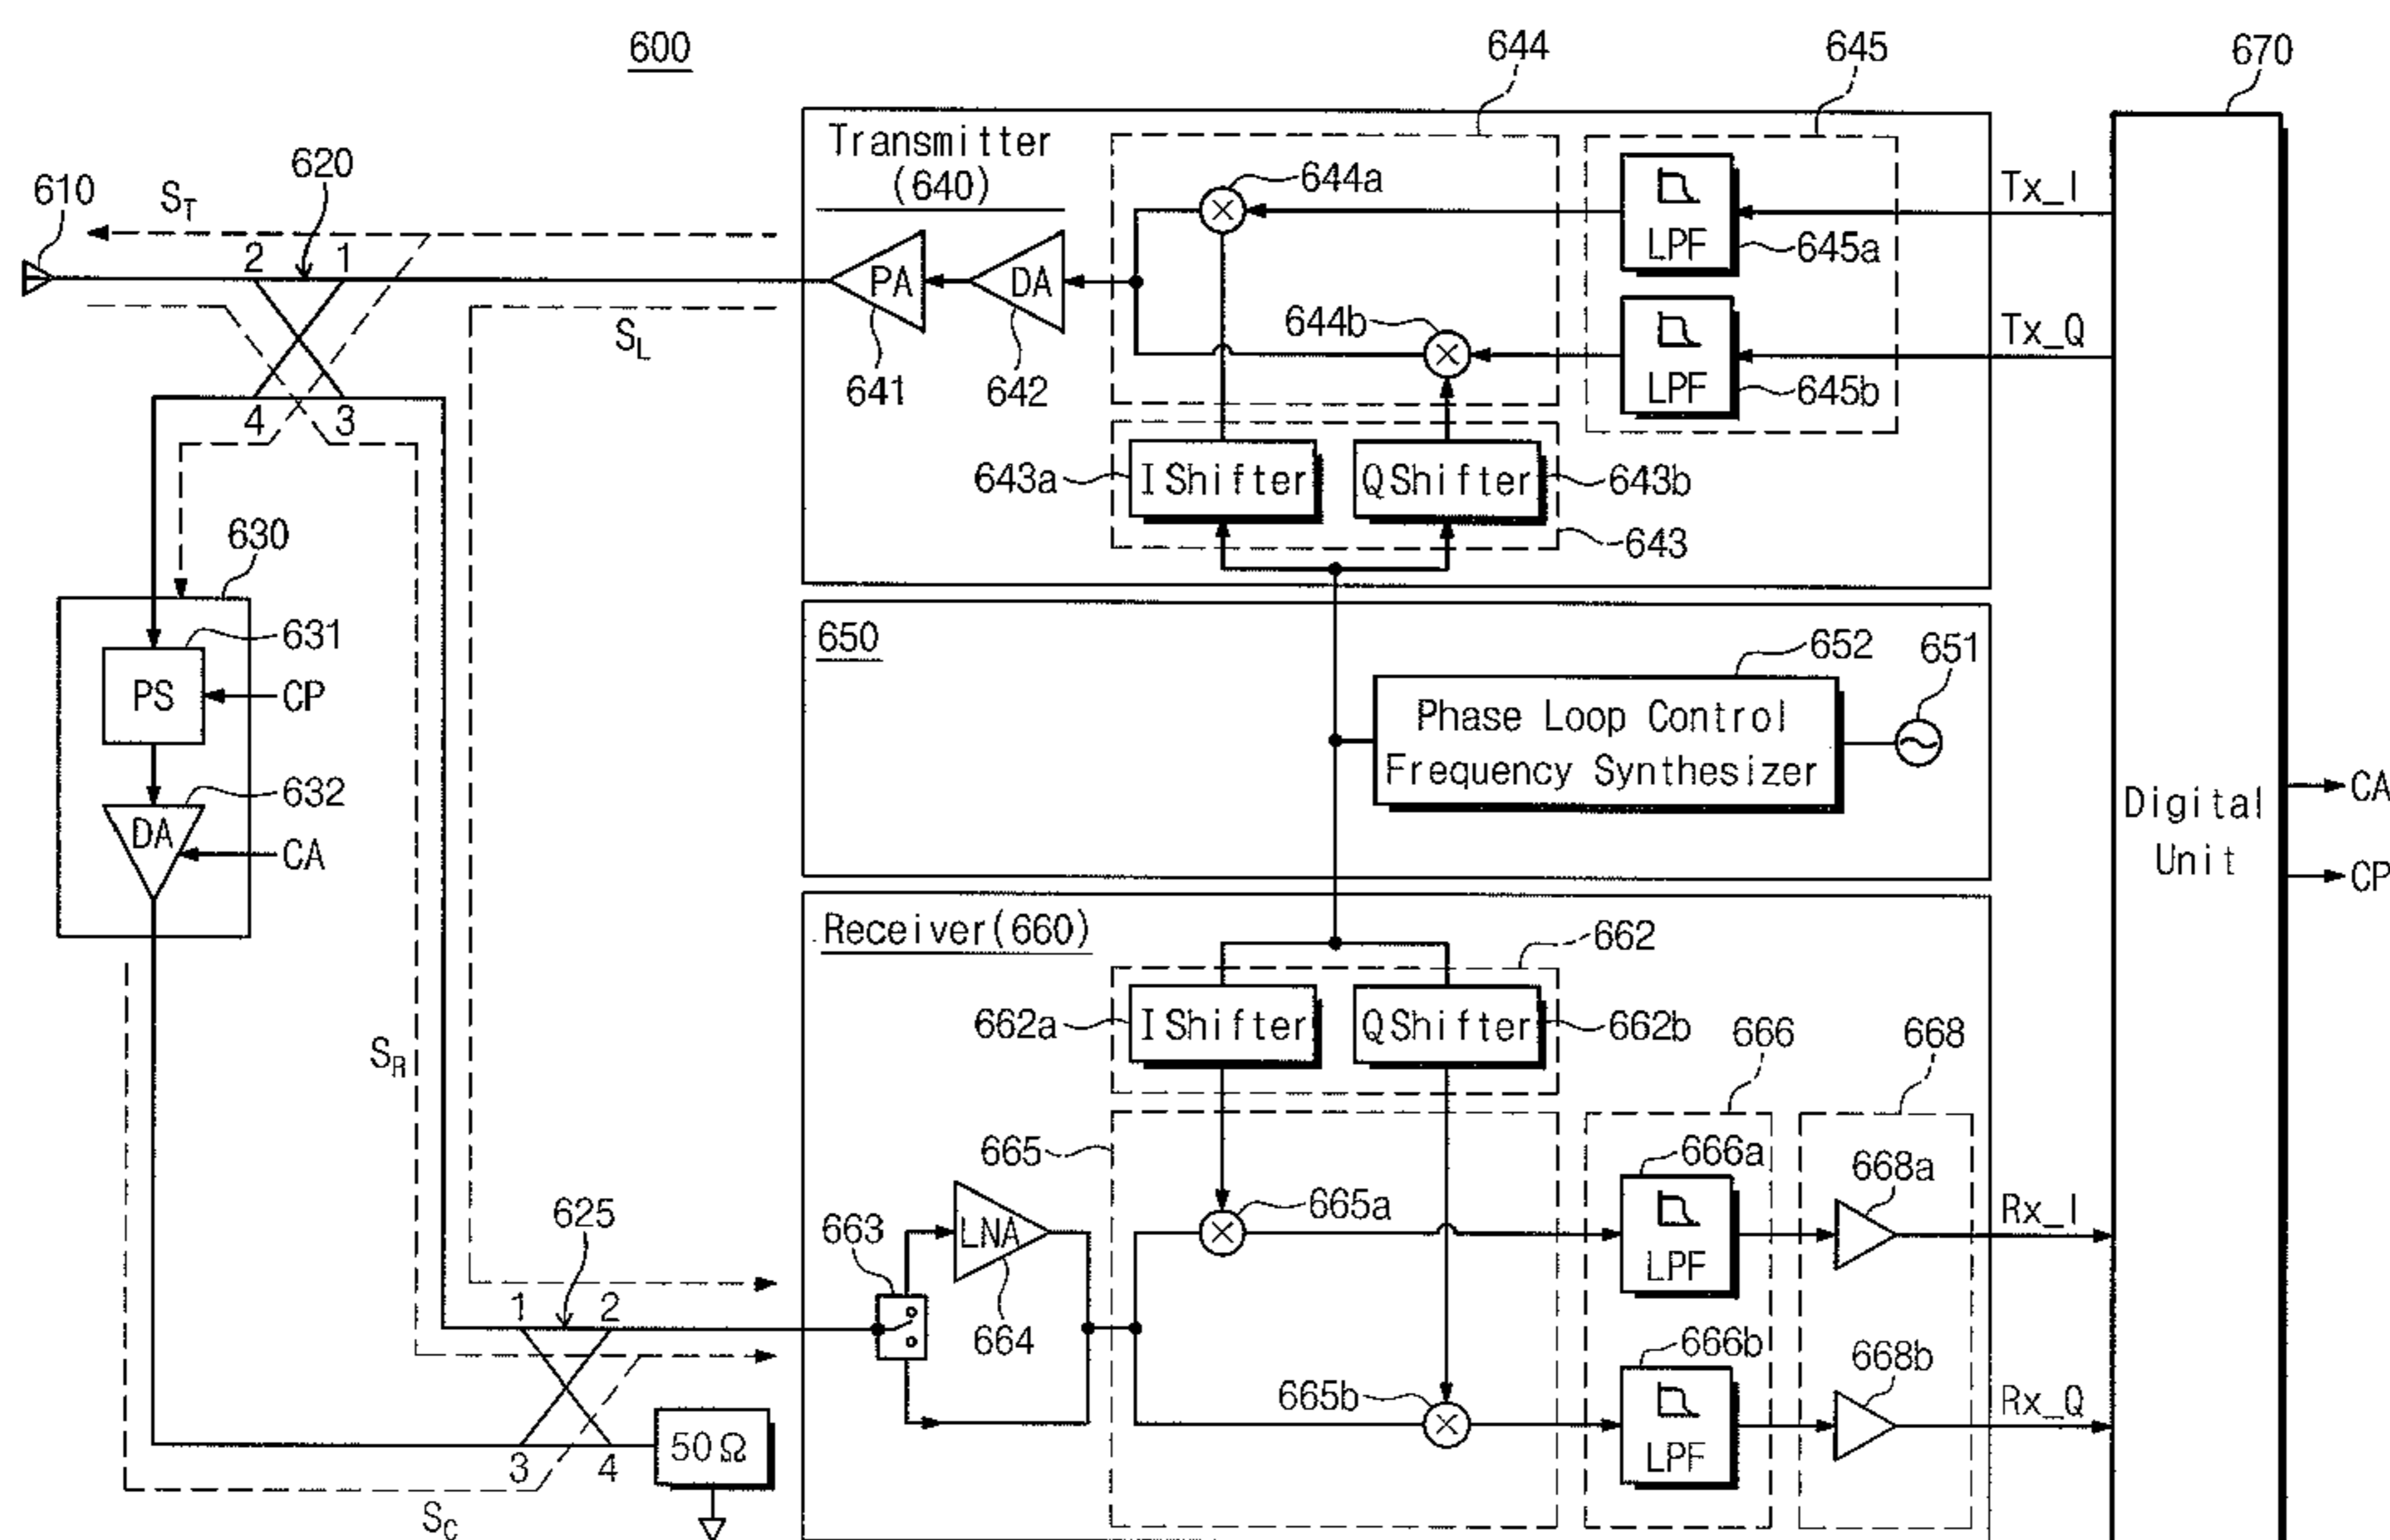 600
644
645
670
610
S_T
620
Transmitter
(640)
644a
LPF
645a
Tx_I
2
1
PA
DA
641
642
S_L
644b
LPF
645b
Tx_Q
4
3
643a
I Shifter
Q Shifter
643b
643
630
631
PS
CP
632
DA
CA
650
652
651
Phase Loop Control
Frequency Synthesizer
Digital
Unit
CA
CP
Receiver(660)
662
662a
I Shifter
Q Shifter
662b
666
668
S_R
665
666a
668a
625
663
LNA
664
665a
LPF
Rx_I
1
2
666b
668b
665b
LPF
Rx_Q
3
4
50Ω
S_C